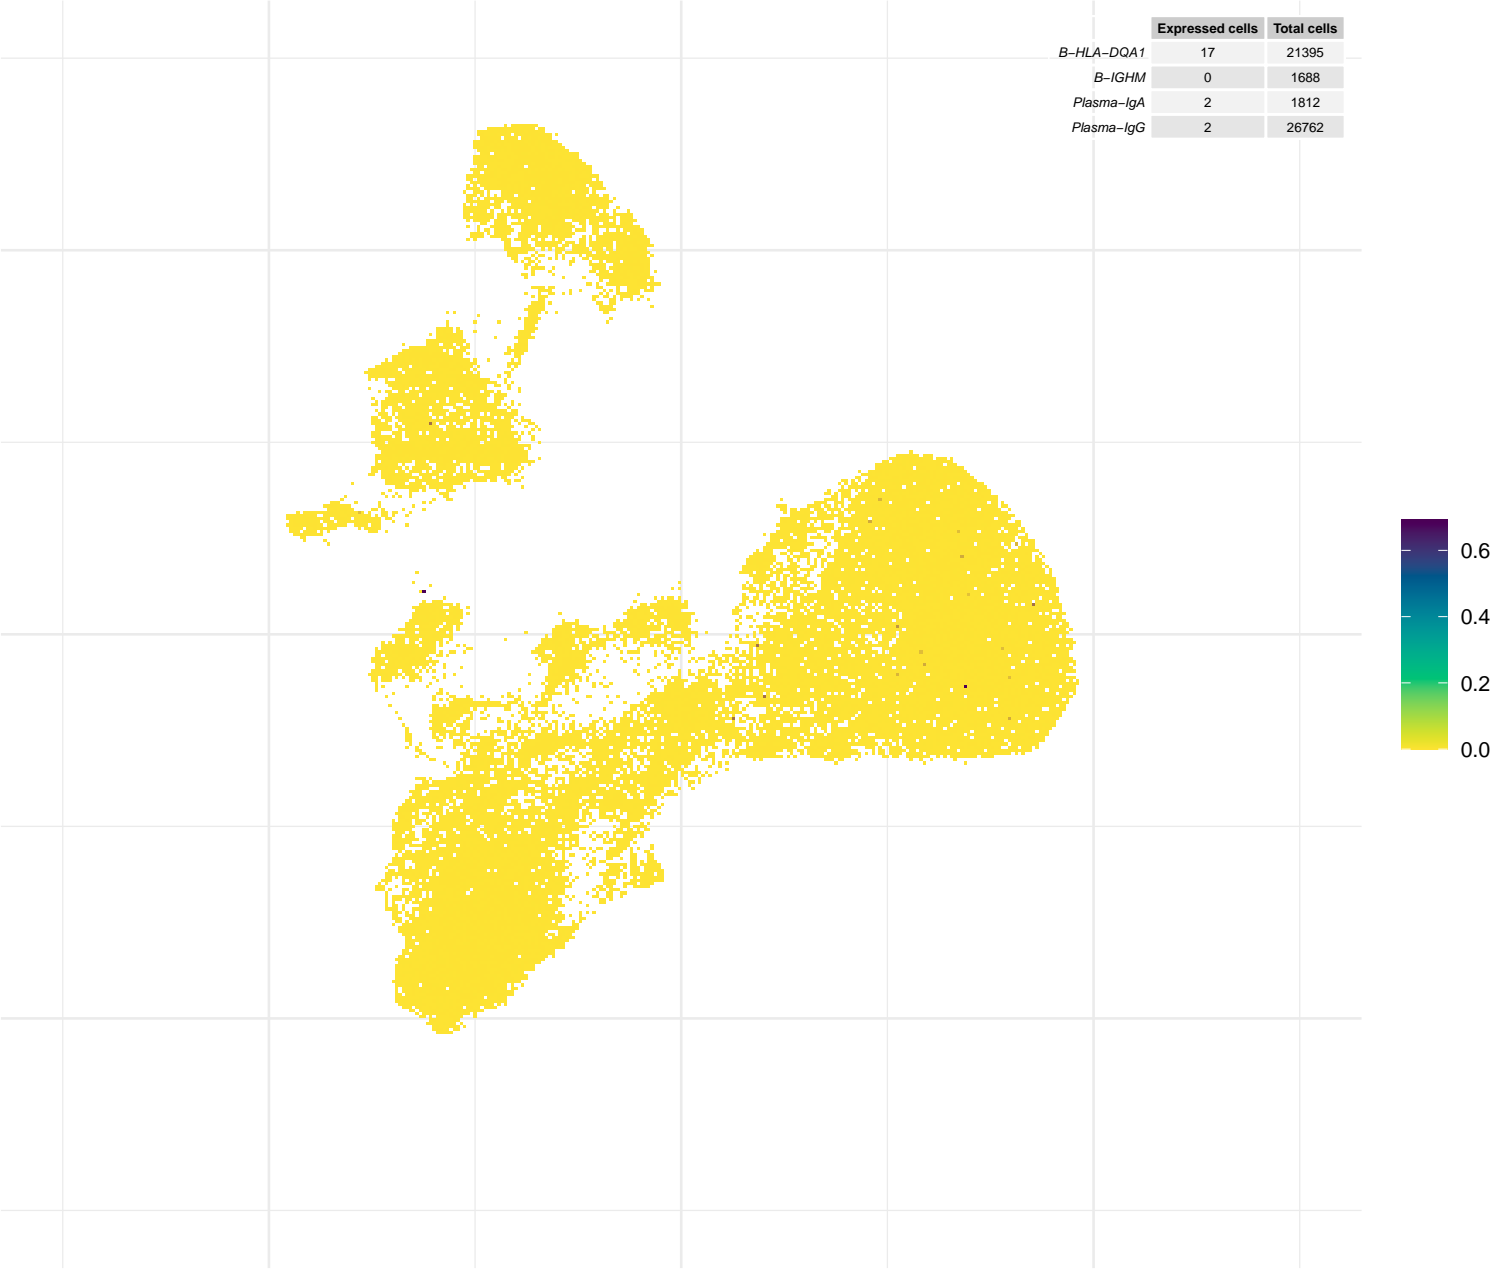 Expressed cells Total cells
B−HLA−DQA1 17 21395
B−IGHM 0 1688
Plasma−IgA 2 1812
Plasma−IgG 2 26762
0.6
0.4
0.2
0.0